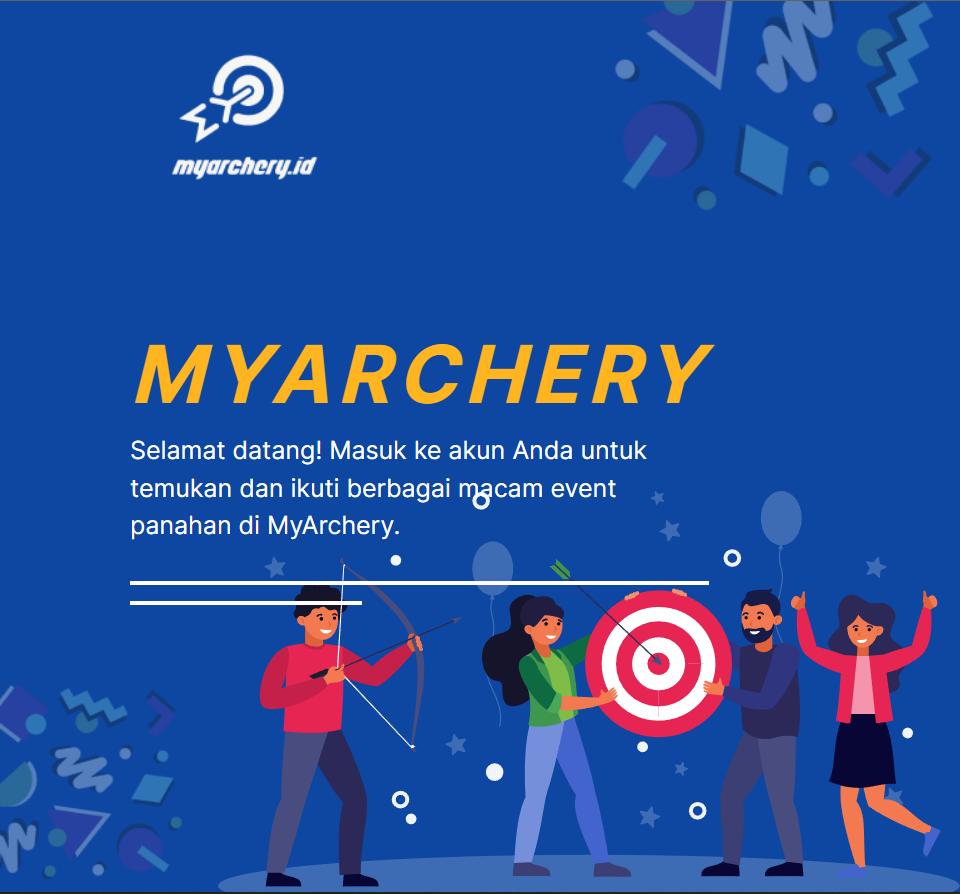 myarchery.id
MYARCHERY
Selamat datang! Masuk ke akun Anda untuk
temukan dan ikuti berbagai macam event
panahan di MyArchery.